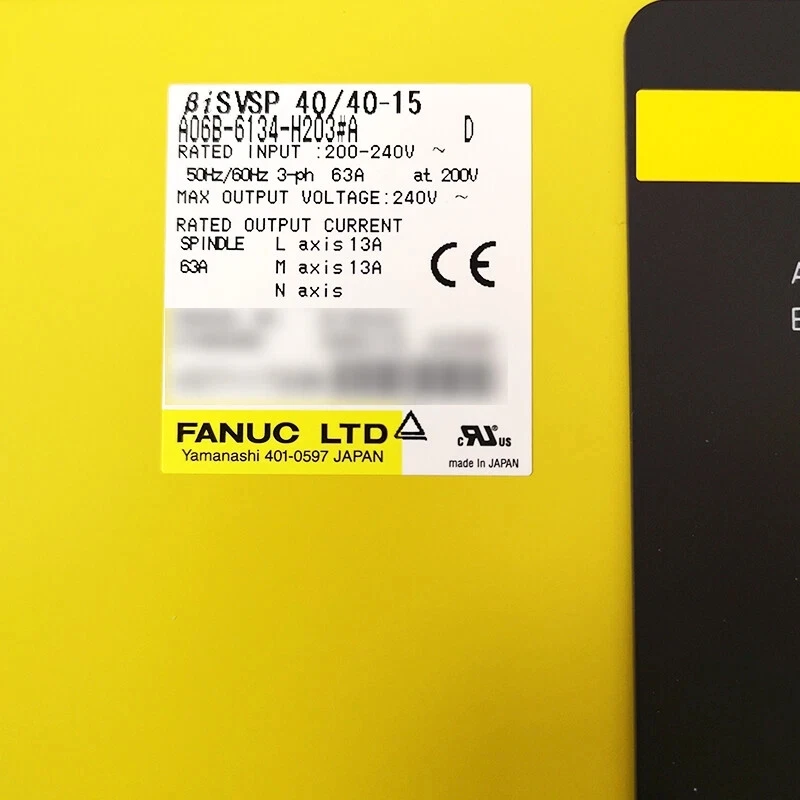 βiSVSP 40/40-15
A06B-6134-H203#A D
RATED INPUT :200-240V ~
50Hz/60Hz 3-ph 63A at 200V
MAX OUTPUT VOLTAGE:240V ~
RATED OUTPUT CURRENT
SPINDLE L axis 13A
63A M axis 13A
N axis
CE
FANUC LTD
Yamanashi 401-0597 JAPAN
c RU US
made In JAPAN